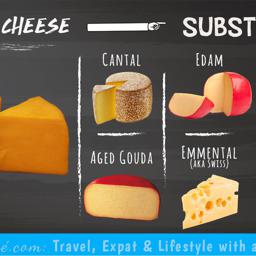 CHEESE
SUBST
CANTAL
EDAM
AGED GOUDA
EMMENTAL
(AKA SWISS)
é.com: Travel, Expat & Lifestyle with a